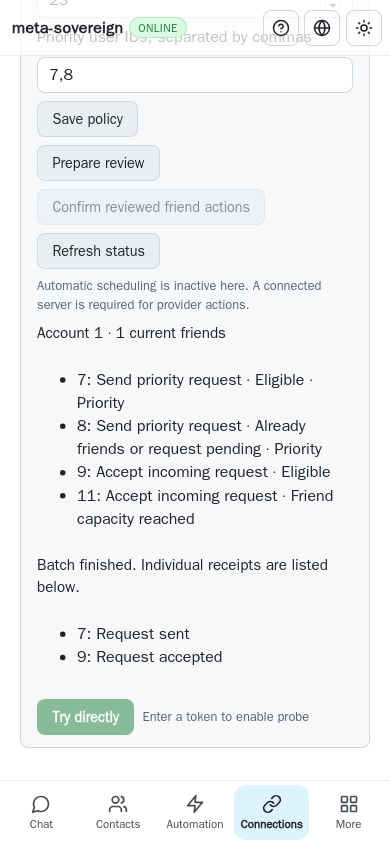 23
meta-sovereign ONLINE
Priority user IDs, separated by commas
7,8
Save policy
Prepare review
Confirm reviewed friend actions
Refresh status
Automatic scheduling is inactive here. A connected
server is required for provider actions.
Account 1 · 1 current friends
• 7: Send priority request · Eligible ·
Priority
• 8: Send priority request · Already
friends or request pending · Priority
• 9: Accept incoming request · Eligible
• 11: Accept incoming request · Friend
capacity reached
Batch finished. Individual receipts are listed
below.
• 7: Request sent
• 9: Request accepted
Try directly Enter a token to enable probe
Chat Contacts Automation Connections More